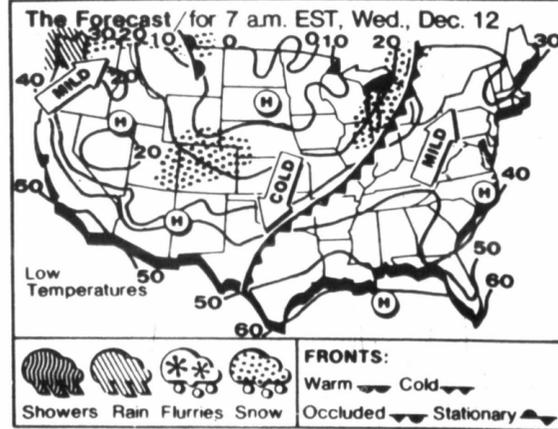 The Forecast/for 7 a.m. EST, Wed., Dec. 12
30 20 10 0 0 10 20 30
40 MILD 20
H H
20
COLD MILD
50 H H 40
Low
Temperatures
50 50 50
60 60
H
Showers Rain Flurries Snow
FRONTS:
Warm Cold
Occluded Stationary